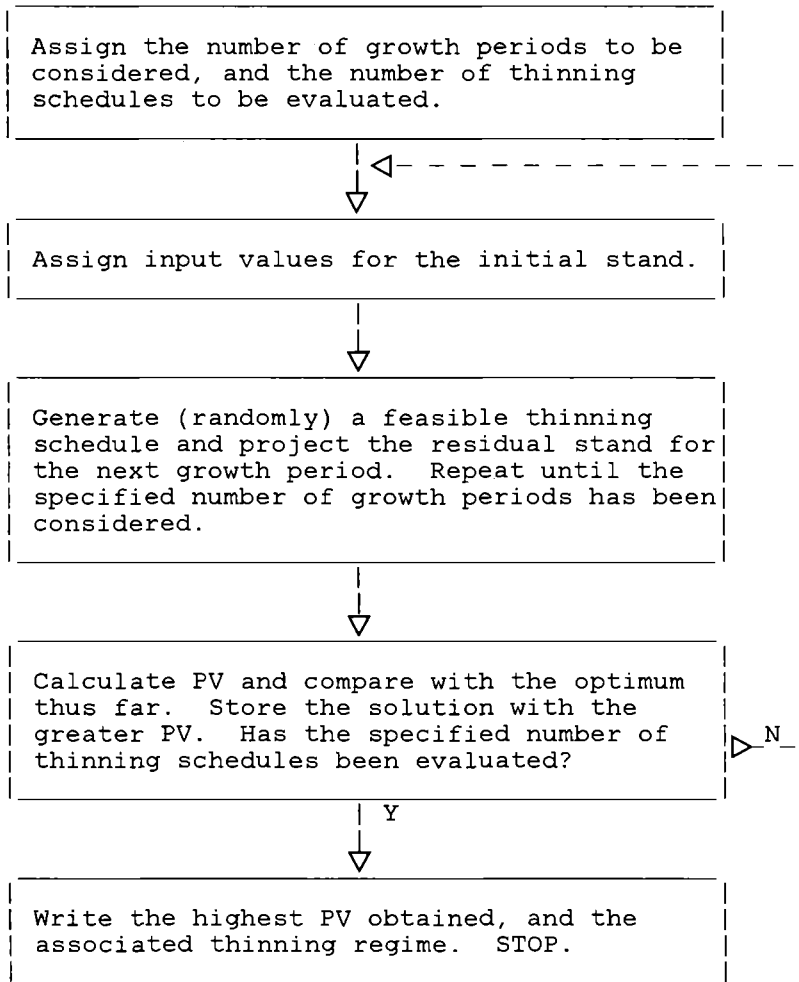 Assign the number of growth periods to be
considered, and the number of thinning
schedules to be evaluated.
Assign input values for the initial stand.
Generate (randomly) a feasible thinning
schedule and project the residual stand for
the next growth period. Repeat until the
specified number of growth periods has been
considered.
Calculate PV and compare with the optimum
thus far. Store the solution with the
greater PV. Has the specified number of
thinning schedules been evaluated?
N
Y
Write the highest PV obtained, and the
associated thinning regime. STOP.